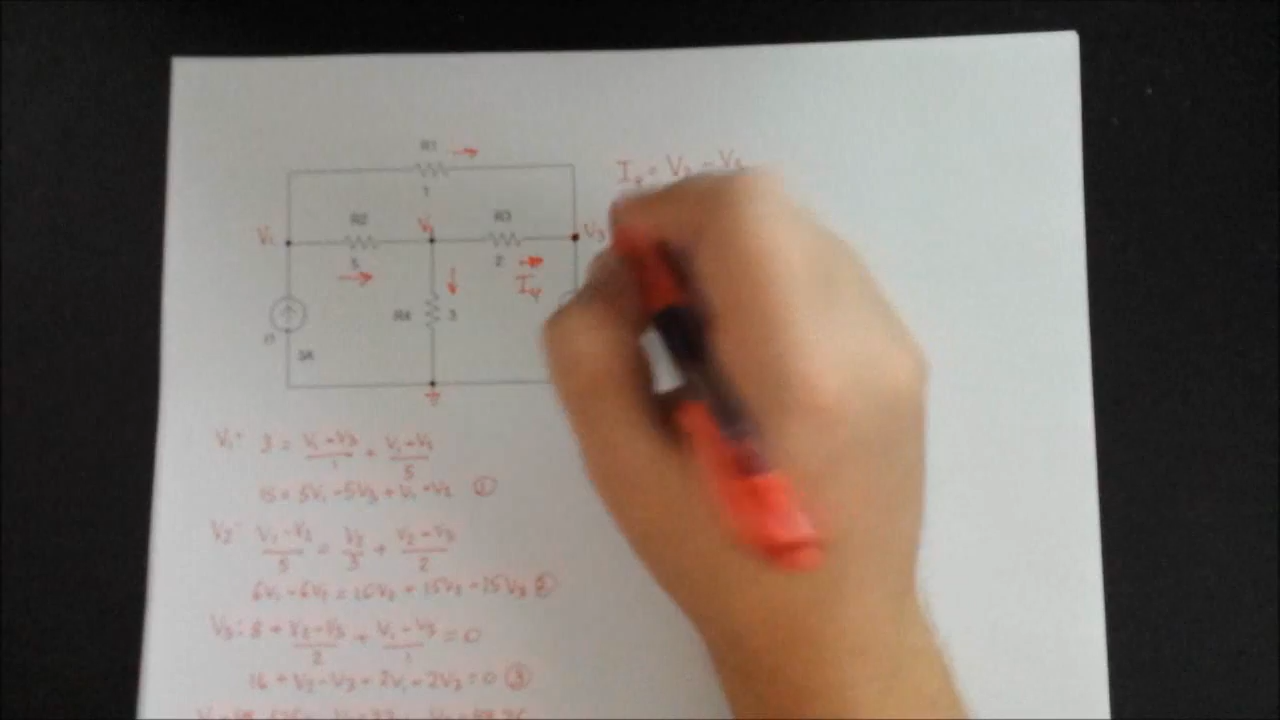 R1
1
I₄ = V₂ - V₃
V₁
R2
5
V₂
R3
2
I₄
V₃
R4
3
I1
3A
V₁: 3 = (V₁-V₃)/1 + (V₁-V₂)/5
15 = 5V₁ - 5V₃ + V₁ - V₂ ①
V₂: (V₁-V₂)/5 = V₂/3 + (V₂-V₃)/2
6V₁ - 6V₂ = 10V₂ + 15V₂ - 15V₃ ②
V₃: 8 + (V₂-V₃)/2 + (V₁-V₃)/1 = 0
16 + V₂ - V₃ + 2V₁ - 2V₃ = 0 ③